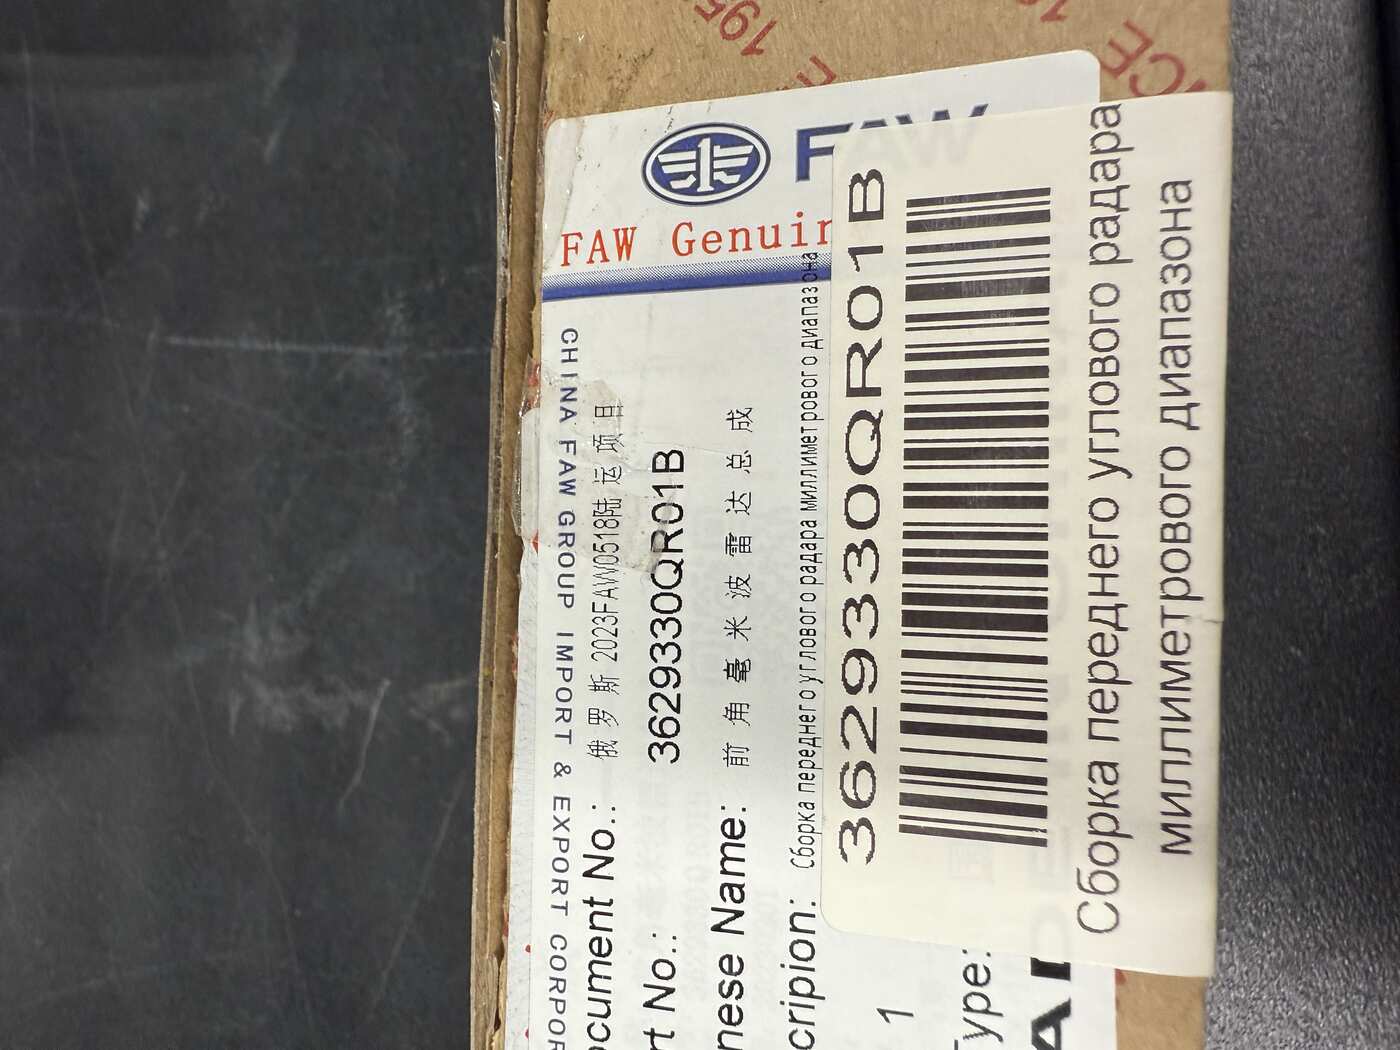 FAW
FAW Genuin
CHINA FAW GROUP IMPORT & EXPORT CORPOR
ocument No.: 俄罗斯 2023FAW0518陆运项目
rt No.: 3629330QR01B
nese Name: 前角毫米波雷达总成
cripion: Сборка переднего углового радара миллиметрового диапазона
1
Type:
3629330QR01B
Сборка переднего углового радара
миллиметрового диапазона